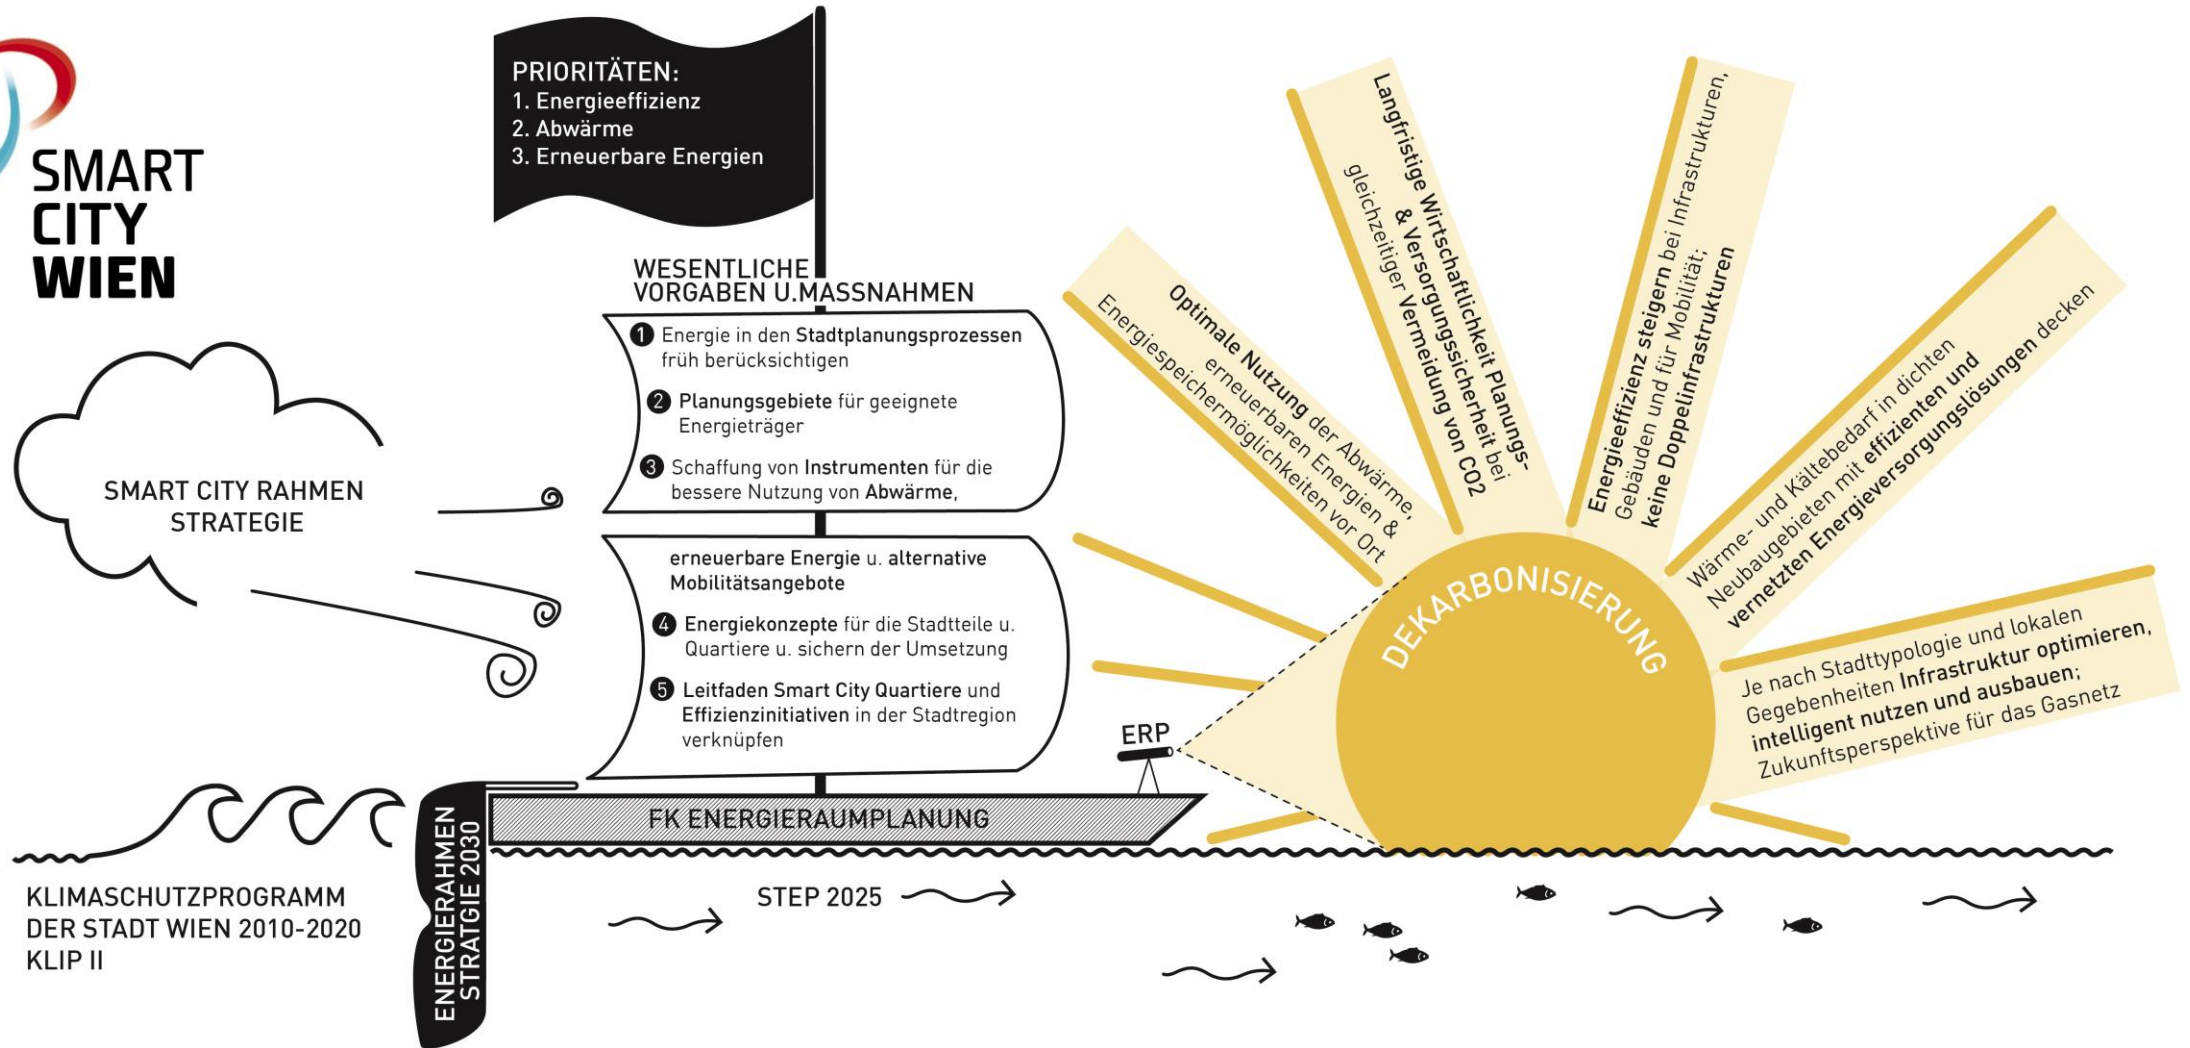 SMART
CITY
WIEN
PRIORITÄTEN:
1. Energieeffizienz
2. Abwärme
3. Erneuerbare Energien
WESENTLICHE
VORGABEN U.MASSNAHMEN
1 Energie in den Stadtplanungsprozessen
früh berücksichtigen
2 Planungsgebiete für geeignete
Energieträger
3 Schaffung von Instrumenten für die
bessere Nutzung von Abwärme,
erneuerbare Energie u. alternative
Mobilitätsangebote
4 Energiekonzepte für die Stadtteile u.
Quartiere u. sichern der Umsetzung
5 Leitfaden Smart City Quartiere und
Effizienzinitiativen in der Stadtregion
verknüpfen
SMART CITY RAHMEN
STRATEGIE
KLIMASCHUTZPROGRAMM
DER STADT WIEN 2010-2020
KLIP II
ENERGIERAHMEN
STRATGIE 2030
FK ENERGIERAUMPLANUNG
STEP 2025
ERP
DEKARBONISIERUNG
Optimale Nutzung der Abwärme,
erneuerbaren Energien &
Energiespeichermöglichkeiten vor Ort
Langfristige Wirtschaftlichkeit Planungs-
& Versorgungssicherheit bei
gleichzeitiger Vermeidung von CO2
Energieeffizienz steigern bei Infrastrukturen,
Gebäuden und für Mobilität;
keine Doppelinfrastrukturen
Wärme- und Kältebedarf in dichten
Neubaugebieten mit effizienten und
vernetzten Energieversorgungslösungen decken
Je nach Stadttypologie und lokalen
Gegebenheiten Infrastruktur optimieren,
intelligent nutzen und ausbauen;
Zukunftsperspektive für das Gasnetz